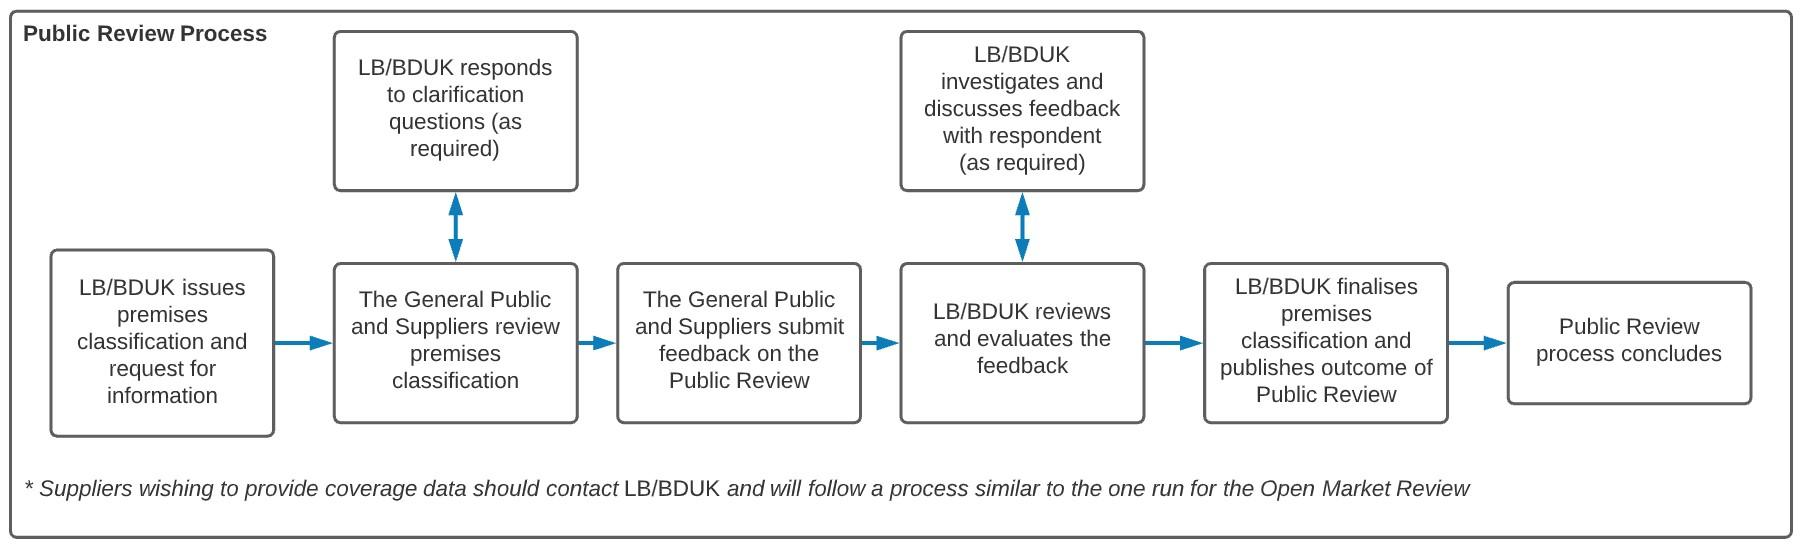 Public Review Process
LB/BDUK responds
to clarification
questions (as
required)
LB/BDUK
investigates and
discusses feedback
with respondent
(as required)
LB/BDUK issues
premises
classification and
request for
information
The General Public
and Suppliers review
premises
classification
The General Public
and Suppliers submit
feedback on the
Public Review
LB/BDUK reviews
and evaluates the
feedback
LB/BDUK finalises
premises
classification and
publishes outcome of
Public Review
Public Review
process concludes
* Suppliers wishing to provide coverage data should contact LB/BDUK and will follow a process similar to the one run for the Open Market Review